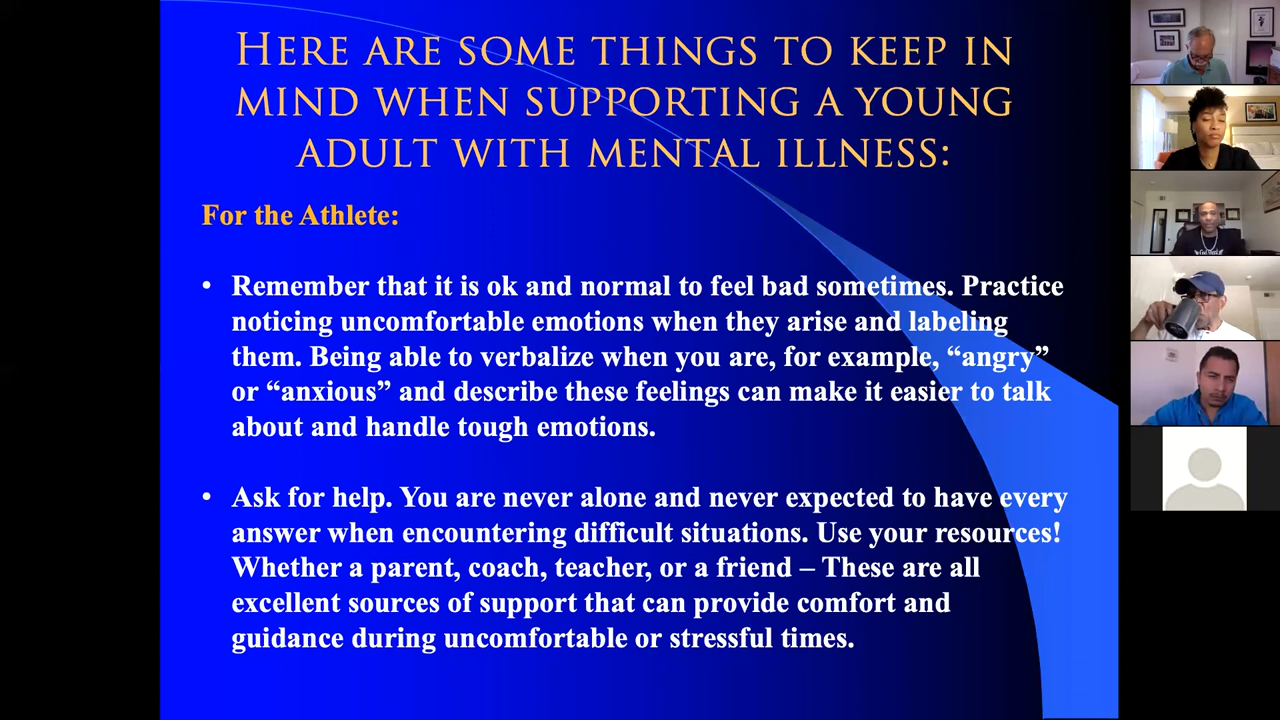 HERE ARE SOME THINGS TO KEEP IN
MIND WHEN SUPPORTING A YOUNG
ADULT WITH MENTAL ILLNESS:
For the Athlete:
• Remember that it is ok and normal to feel bad sometimes. Practice
noticing uncomfortable emotions when they arise and labeling
them. Being able to verbalize when you are, for example, “angry”
or “anxious” and describe these feelings can make it easier to talk
about and handle tough emotions.
• Ask for help. You are never alone and never expected to have every
answer when encountering difficult situations. Use your resources!
Whether a parent, coach, teacher, or a friend – These are all
excellent sources of support that can provide comfort and
guidance during uncomfortable or stressful times.